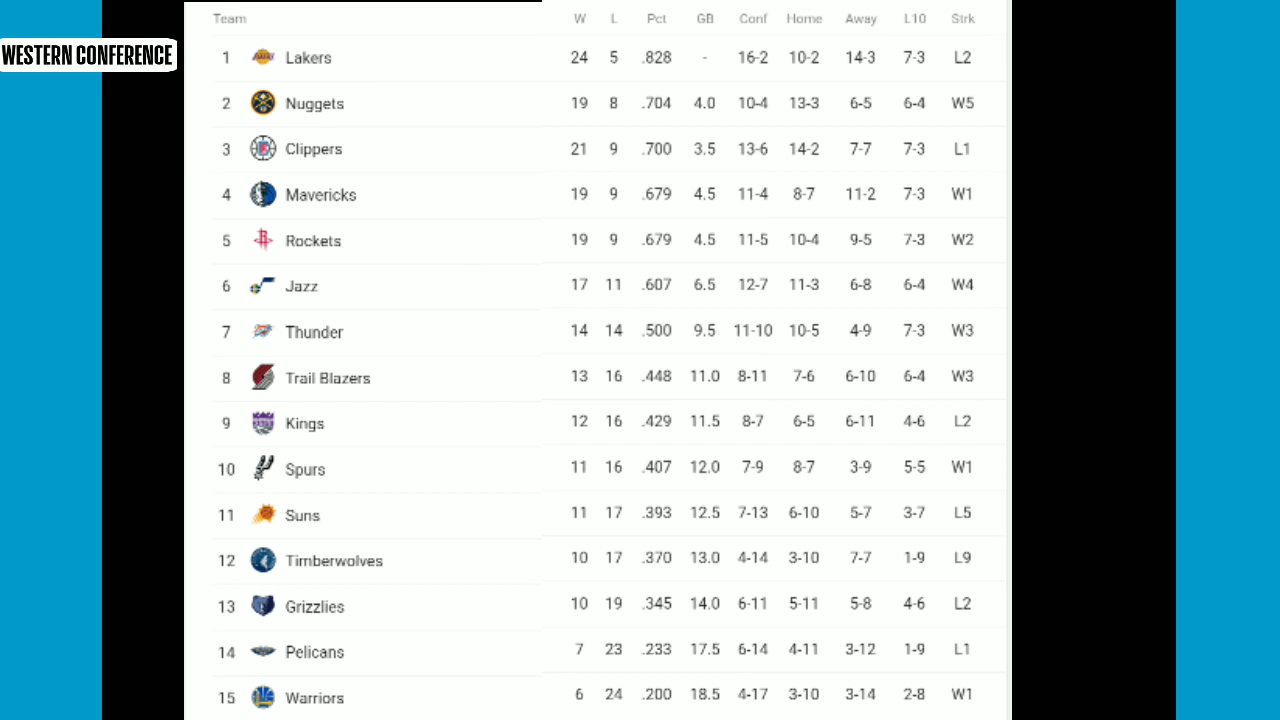 Team W L Pct GB Conf Home Away L10 Strk
WESTERN CONFERENCE
1 Lakers 24 5 .828 - 16-2 10-2 14-3 7-3 L2
2 Nuggets 19 8 .704 4.0 10-4 13-3 6-5 6-4 W5
3 Clippers 21 9 .700 3.5 13-6 14-2 7-7 7-3 L1
4 Mavericks 19 9 .679 4.5 11-4 8-7 11-2 7-3 W1
5 Rockets 19 9 .679 4.5 11-5 10-4 9-5 7-3 W2
6 Jazz 17 11 .607 6.5 12-7 11-3 6-8 6-4 W4
7 Thunder 14 14 .500 9.5 11-10 10-5 4-9 7-3 W3
8 Trail Blazers 13 16 .448 11.0 8-11 7-6 6-10 6-4 W3
9 Kings 12 16 .429 11.5 8-7 6-5 6-11 4-6 L2
10 Spurs 11 16 .407 12.0 7-9 8-7 3-9 5-5 W1
11 Suns 11 17 .393 12.5 7-13 6-10 5-7 3-7 L5
12 Timberwolves 10 17 .370 13.0 4-14 3-10 7-7 1-9 L9
13 Grizzlies 10 19 .345 14.0 6-11 5-11 5-8 4-6 L2
14 Pelicans 7 23 .233 17.5 6-14 4-11 3-12 1-9 L1
15 Warriors 6 24 .200 18.5 4-17 3-10 3-14 2-8 W1